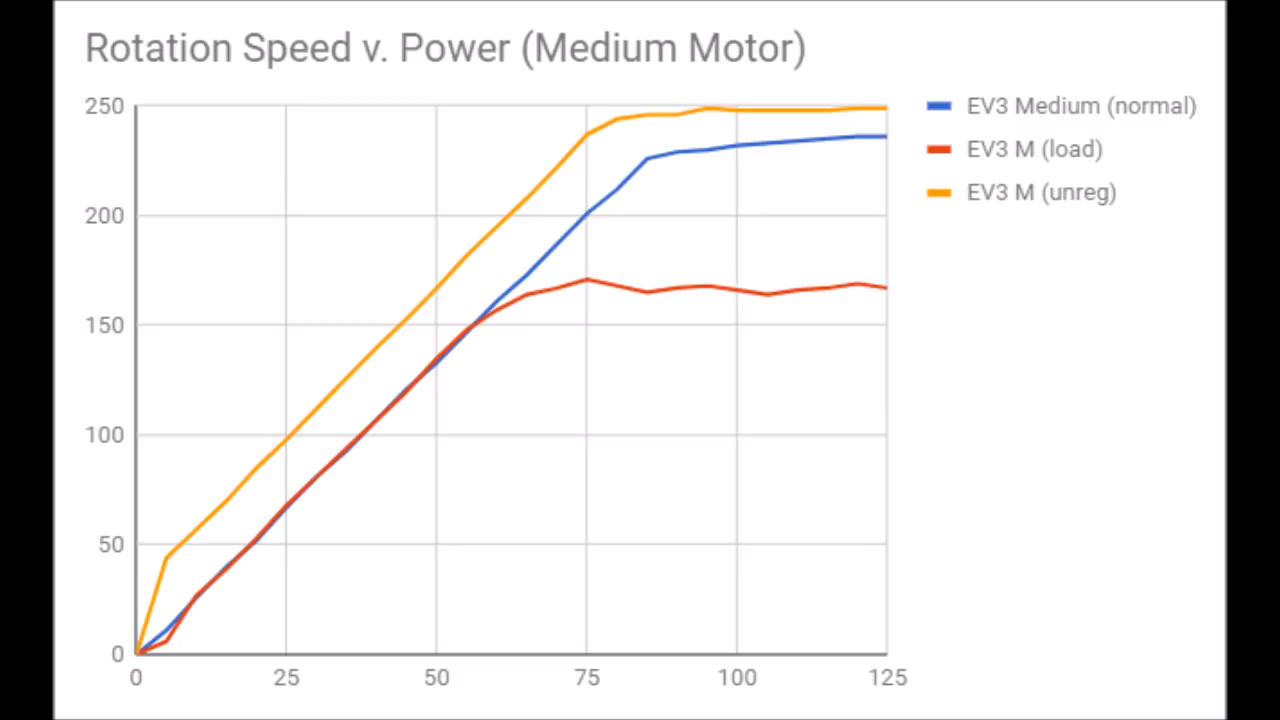 Rotation Speed v. Power (Medium Motor)
250
200
150
100
50
0
0 25 50 75 100 125
EV3 Medium (normal)
EV3 M (load)
EV3 M (unreg)